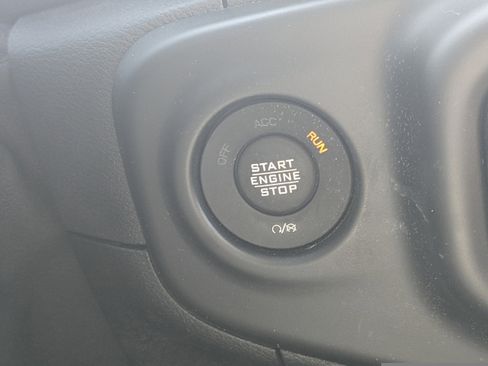 ACC
OFF
RUN
START
ENGINE
STOP